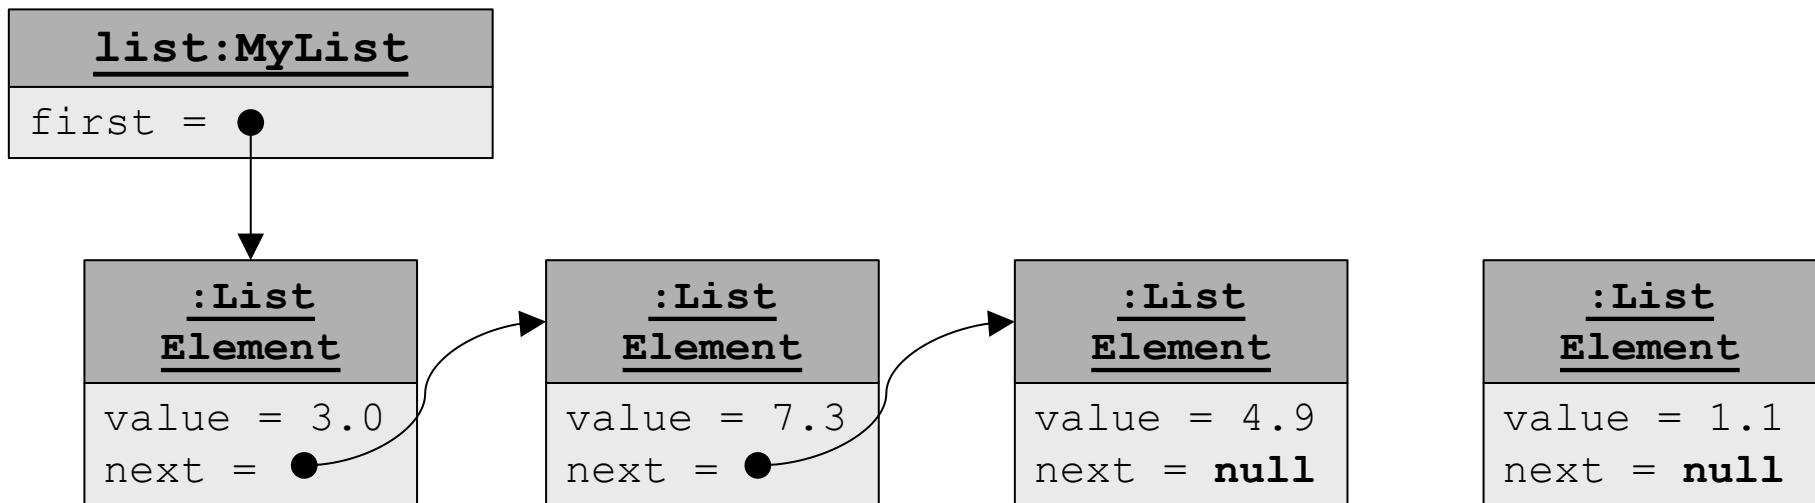 list:MyList
first =
:List
Element
value = 3.0
next =
:List
Element
value = 7.3
next =
:List
Element
value = 4.9
next = null
:List
Element
value = 1.1
next = null